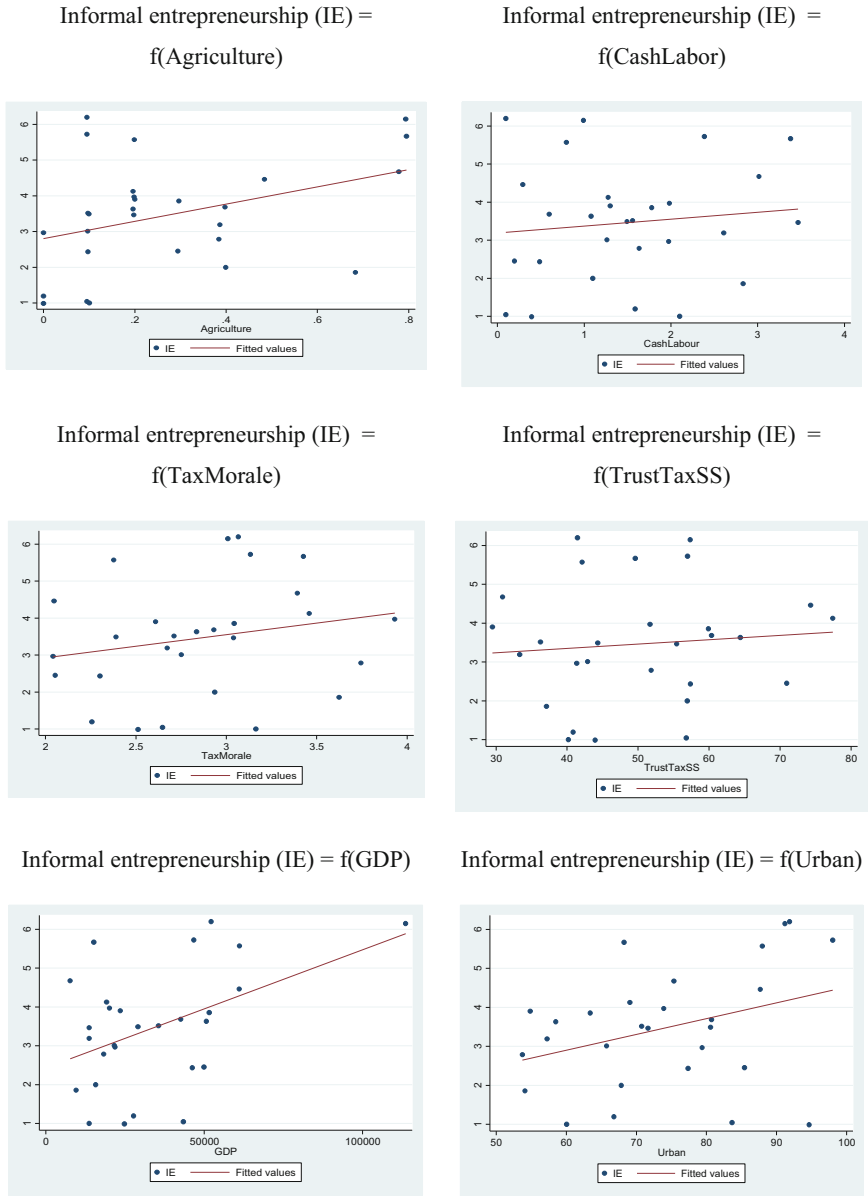 Informal entrepreneurship (IE) =
f(Agriculture)
Informal entrepreneurship (IE) =
f(CashLabor)
6
5
4
3
2
1
0 .2 .4 .6 .8
Agriculture
IE Fitted values
6
5
4
3
2
1
0 1 2 3 4
CashLabour
IE Fitted values
Informal entrepreneurship (IE) =
f(TaxMorale)
Informal entrepreneurship (IE) =
f(TrustTaxSS)
6
5
4
3
2
1
2 2.5 3 3.5 4
TaxMorale
IE Fitted values
6
5
4
3
2
1
30 40 50 60 70 80
TrustTaxSS
IE Fitted values
Informal entrepreneurship (IE) = f(GDP)
Informal entrepreneurship (IE) = f(Urban)
6
5
4
3
2
1
0 50000 100000
GDP
IE Fitted values
6
5
4
3
2
1
50 60 70 80 90 100
Urban
IE Fitted values